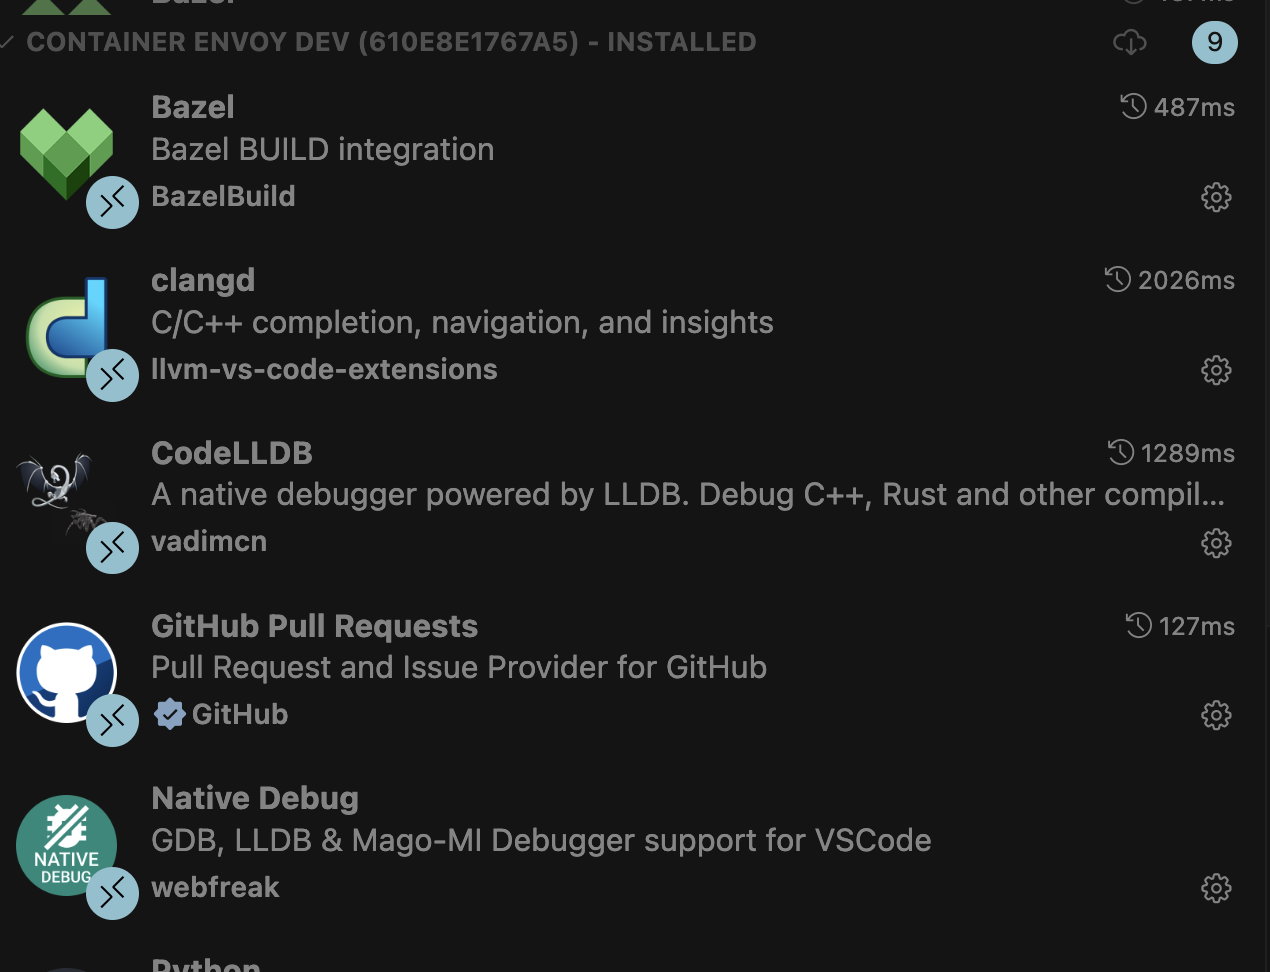 CONTAINER ENVOY DEV (610E8E1767A5) - INSTALLED
9
Bazel
487ms
Bazel BUILD integration
BazelBuild
clangd
2026ms
C/C++ completion, navigation, and insights
llvm-vs-code-extensions
CodeLLDB
1289ms
A native debugger powered by LLDB. Debug C++, Rust and other compil...
vadimcn
GitHub Pull Requests
127ms
Pull Request and Issue Provider for GitHub
GitHub
NATIVE
DEBUG
Native Debug
GDB, LLDB & Mago-MI Debugger support for VSCode
webfreak
Python